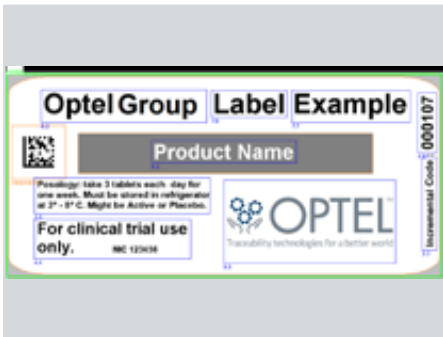 Optel Group Label Example
Product Name
Posology: take 3 tablets each day for
one week. Must be stored in refrigerator
at 2° - 8° C. Might be Active or Placebo.
For clinical trial use
only.
OPTEL
Traceability technologies for a better world
Incremental Code 000107